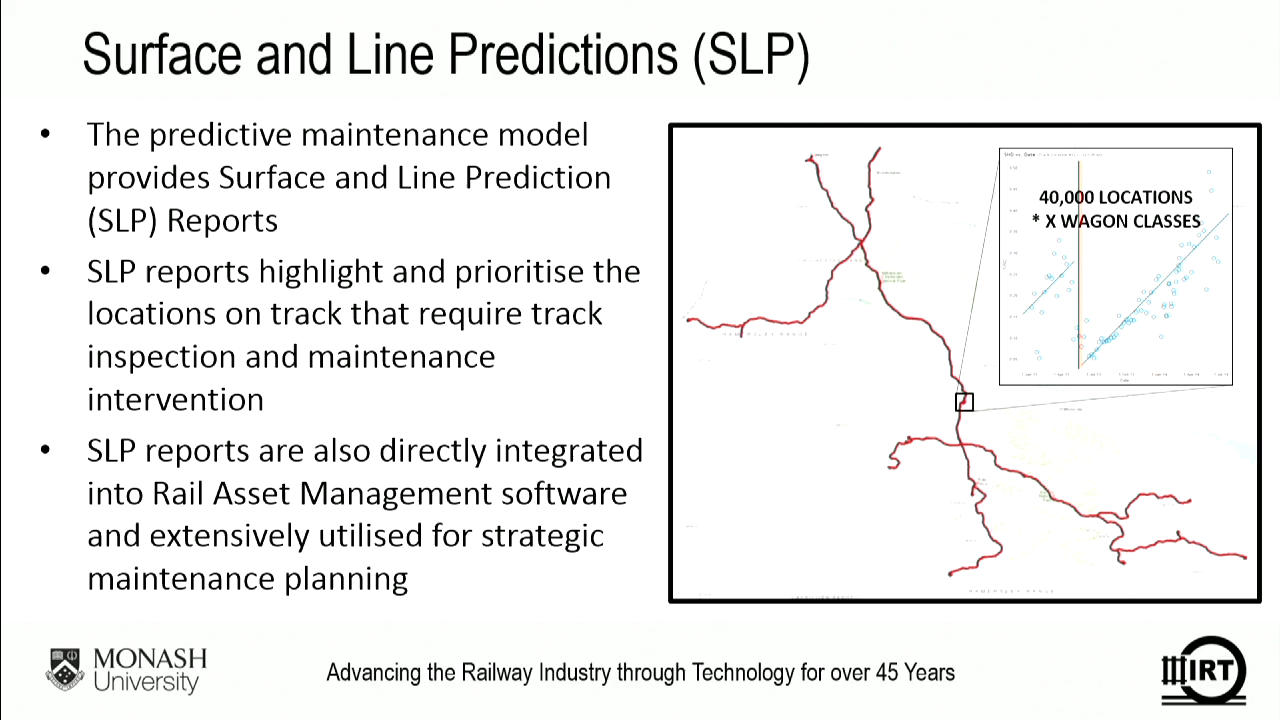 Surface and Line Predictions (SLP)
• The predictive maintenance model
provides Surface and Line Prediction
(SLP) Reports
• SLP reports highlight and prioritise the
locations on track that require track
inspection and maintenance
intervention
• SLP reports are also directly integrated
into Rail Asset Management software
and extensively utilised for strategic
maintenance planning
40,000 LOCATIONS
* X WAGON CLASSES
Date
HAMERSLEY RANGE
MONASH
University
Advancing the Railway Industry through Technology for over 45 Years
IRT